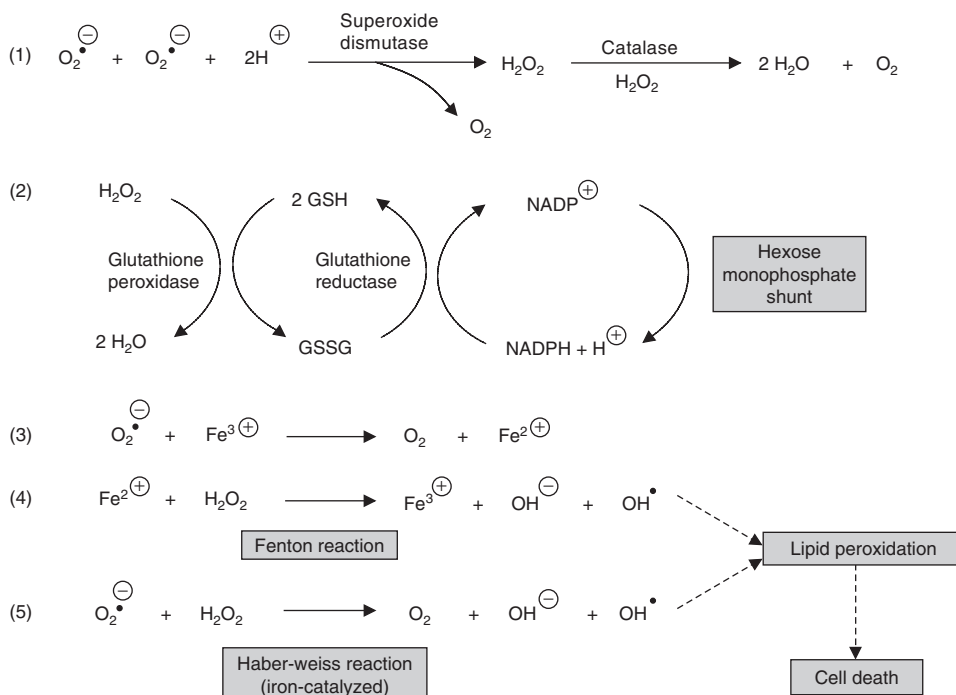 (1) O₂•⊖ + O₂•⊖ + 2H⊕ Superoxide dismutase H₂O₂ Catalase H₂O₂ 2 H₂O + O₂
O₂
(2) H₂O₂ 2 GSH NADP⊕
Glutathione peroxidase Glutathione reductase Hexose monophosphate shunt
2 H₂O GSSG NADPH + H⊕
(3) O₂•⊖ + Fe³⊕ O₂ + Fe²⊕
(4) Fe²⊕ + H₂O₂ Fe³⊕ + OH⊖ + OH•
Fenton reaction Lipid peroxidation
(5) O₂•⊖ + H₂O₂ O₂ + OH⊖ + OH•
Haber-weiss reaction
(iron-catalyzed) Cell death